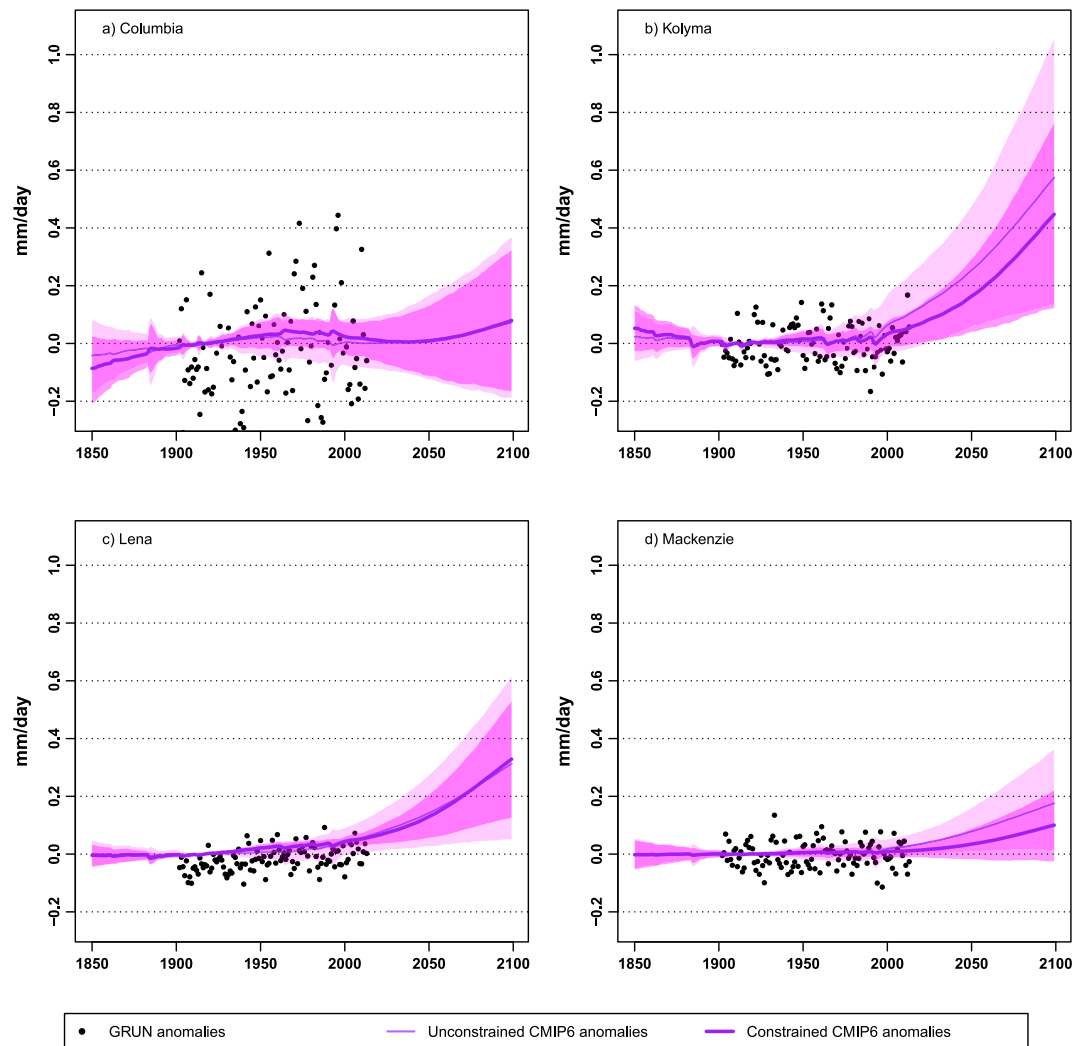 a) Columbia
mm/day
1.0
0.8
0.6
0.4
0.2
0.0
−0.2
1850 1900 1950 2000 2050 2100
b) Kolyma
mm/day
1.0
0.8
0.6
0.4
0.2
0.0
−0.2
1850 1900 1950 2000 2050 2100
c) Lena
mm/day
1.0
0.8
0.6
0.4
0.2
0.0
−0.2
1850 1900 1950 2000 2050 2100
d) Mackenzie
mm/day
1.0
0.8
0.6
0.4
0.2
0.0
−0.2
1850 1900 1950 2000 2050 2100
GRUN anomalies Unconstrained CMIP6 anomalies Constrained CMIP6 anomalies